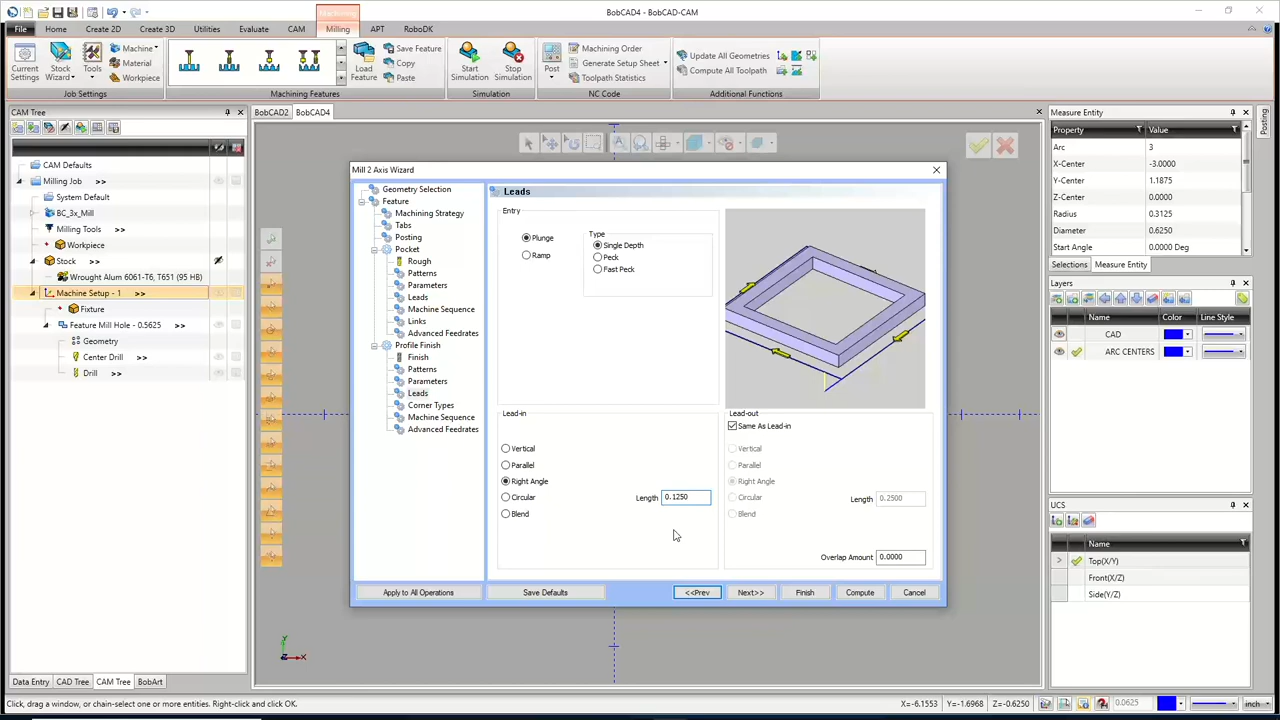 BobCAD4 - BobCAD-CAM
Machining
File Home Create 2D Create 3D Utilities Evaluate CAM Milling APT RoboDK
Current Settings
Stock Wizard
Tools
Machine
Material
Workpiece
Job Settings
Machining Features
Load Feature
Save Feature
Copy
Paste
Start Simulation
Stop Simulation
Simulation
Post
Machining Order
Generate Setup Sheet
Toolpath Statistics
NC Code
Update All Geometries
Compute All Toolpath
Additional Functions
CAM Tree
BobCAD2 BobCAD4
CAM Defaults
Milling Job >>
System Default
BC_3x_Mill
Milling Tools >>
Workpiece
Stock >>
Wrought Alum 6061-T6, T651 (95 HB)
Machine Setup - 1 >>
Fixture
Feature Mill Hole - 0.5625 >>
Geometry
Center Drill >>
Drill >>
Data Entry CAD Tree CAM Tree BobArt
Mill 2 Axis Wizard
Geometry Selection
Feature
Machining Strategy
Tabs
Posting
Pocket
Rough
Patterns
Parameters
Leads
Machine Sequence
Links
Advanced Feedrates
Profile Finish
Finish
Patterns
Parameters
Leads
Corner Types
Machine Sequence
Advanced Feedrates
Leads
Entry
Plunge
Ramp
Type
Single Depth
Peck
Fast Peck
Lead-in
Vertical
Parallel
Right Angle
Circular
Blend
Length 0.1250
Lead-out
Same As Lead-in
Vertical
Parallel
Right Angle
Circular
Blend
Length 0.2500
Overlap Amount 0.0000
Apply to All Operations Save Defaults <<Prev Next>> Finish Compute Cancel
Measure Entity
Property Value
Arc 3
X-Center -3.0000
Y-Center 1.1875
Z-Center 0.0000
Radius 0.3125
Diameter 0.6250
Start Angle 0.0000 Deg
Selections Measure Entity
Posting
Layers
Name Color Line Style
CAD
ARC CENTERS
UCS
Name
Top(X/Y)
Front(X/Z)
Side(Y/Z)
Y
Z X
Click, drag a window, or chain-select one or more entities. Right-click and click OK.
X=-6.1553 Y=-1.6968 Z=-0.6250 0.0625 inch